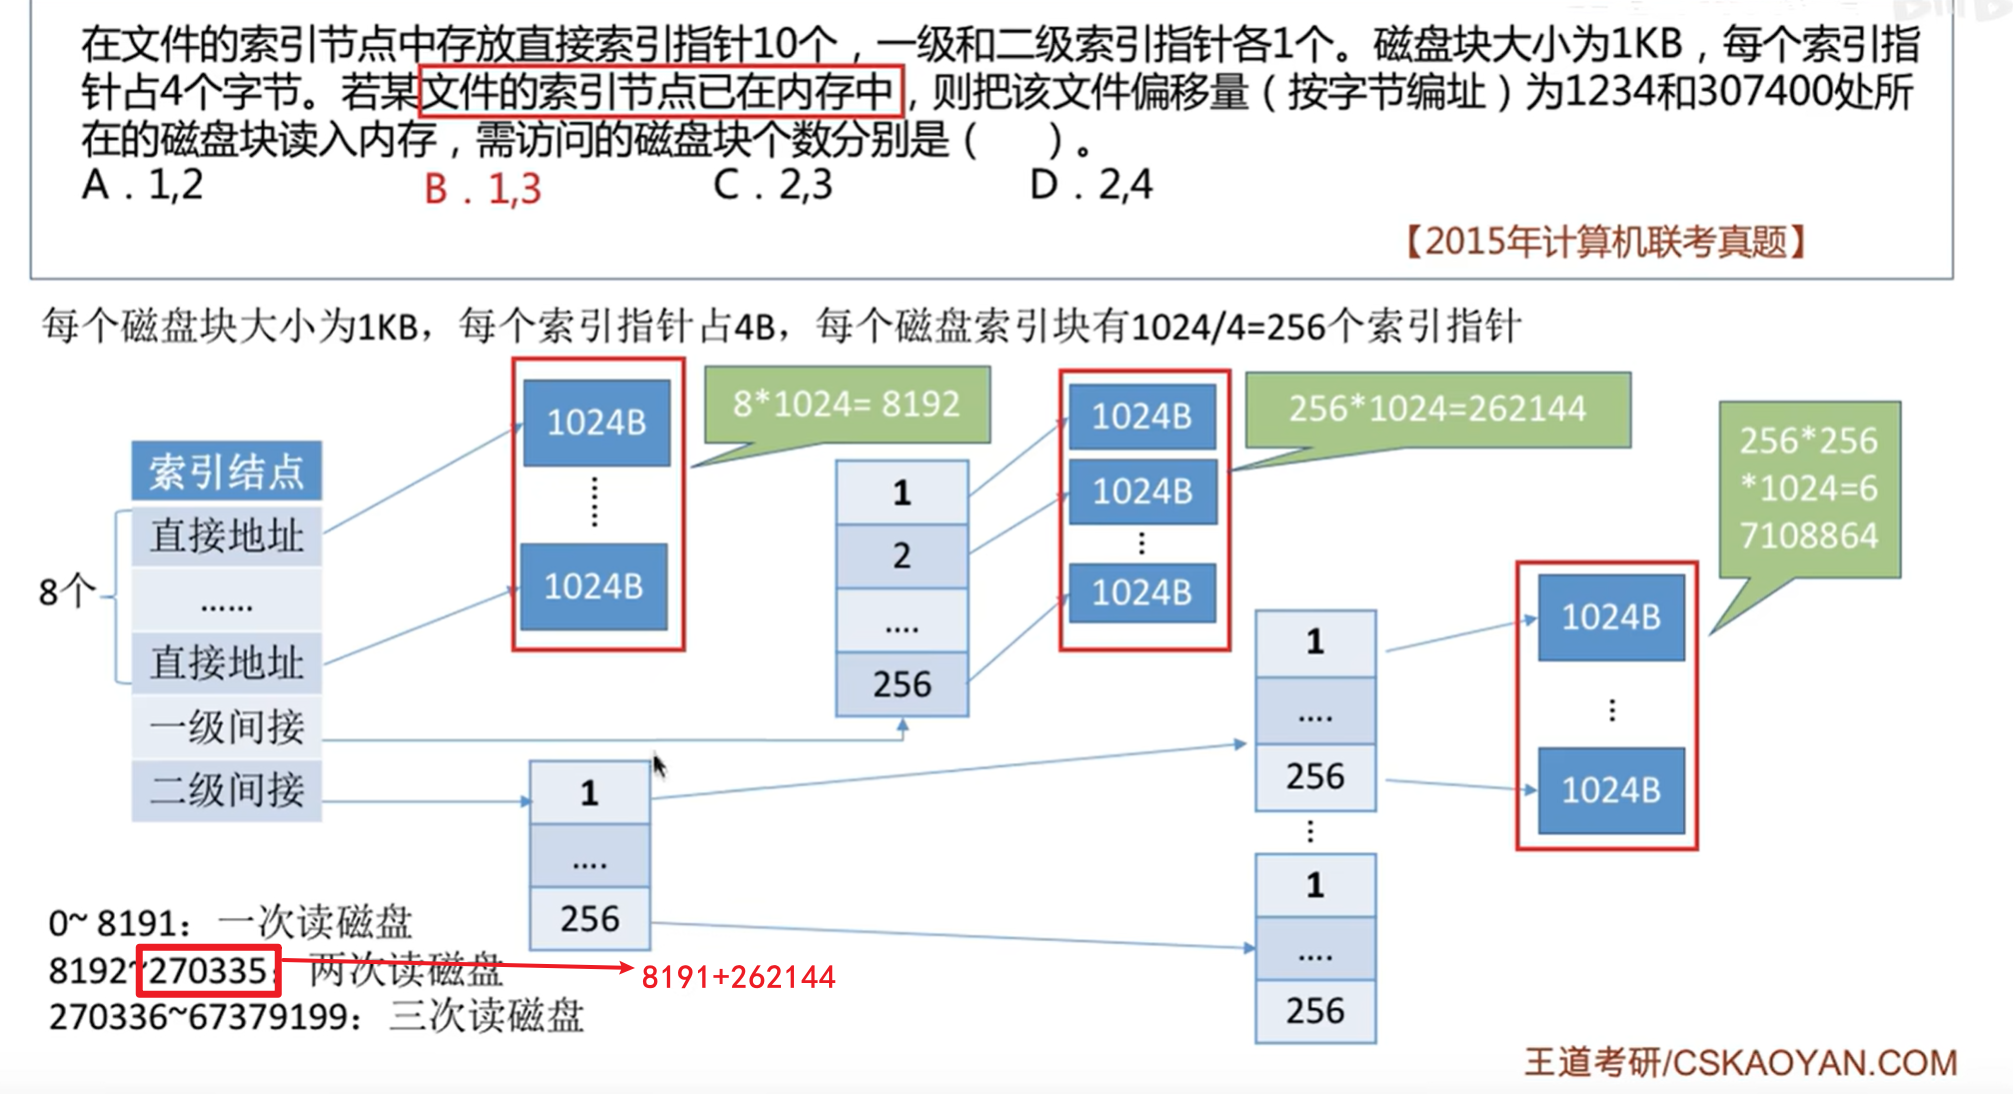 在文件的索引节点中存放直接索引指针10个，一级和二级索引指针各1个。磁盘块大小为1KB，每个索引指
针占4个字节。若某文件的索引节点已在内存中，则把该文件偏移量（按字节编址）为1234和307400处所
在的磁盘块读入内存，需访问的磁盘块个数分别是（　　）。
A．1,2 B．1,3 C．2,3 D．2,4
【2015年计算机联考真题】
每个磁盘块大小为1KB，每个索引指针占4B，每个磁盘索引块有1024/4=256个索引指针
索引结点
直接地址
......
直接地址
一级间接
二级间接
8个
1024B
1024B
8*1024= 8192
1
2
....
256
1024B
1024B
1024B
256*1024=262144
1
....
256
1
....
256
1
....
256
1024B
1024B
256*256
*1024=6
7108864
0~ 8191：一次读磁盘
8192~270335：两次读磁盘
8191+262144
270336~67379199：三次读磁盘
王道考研/CSKAOYAN.COM